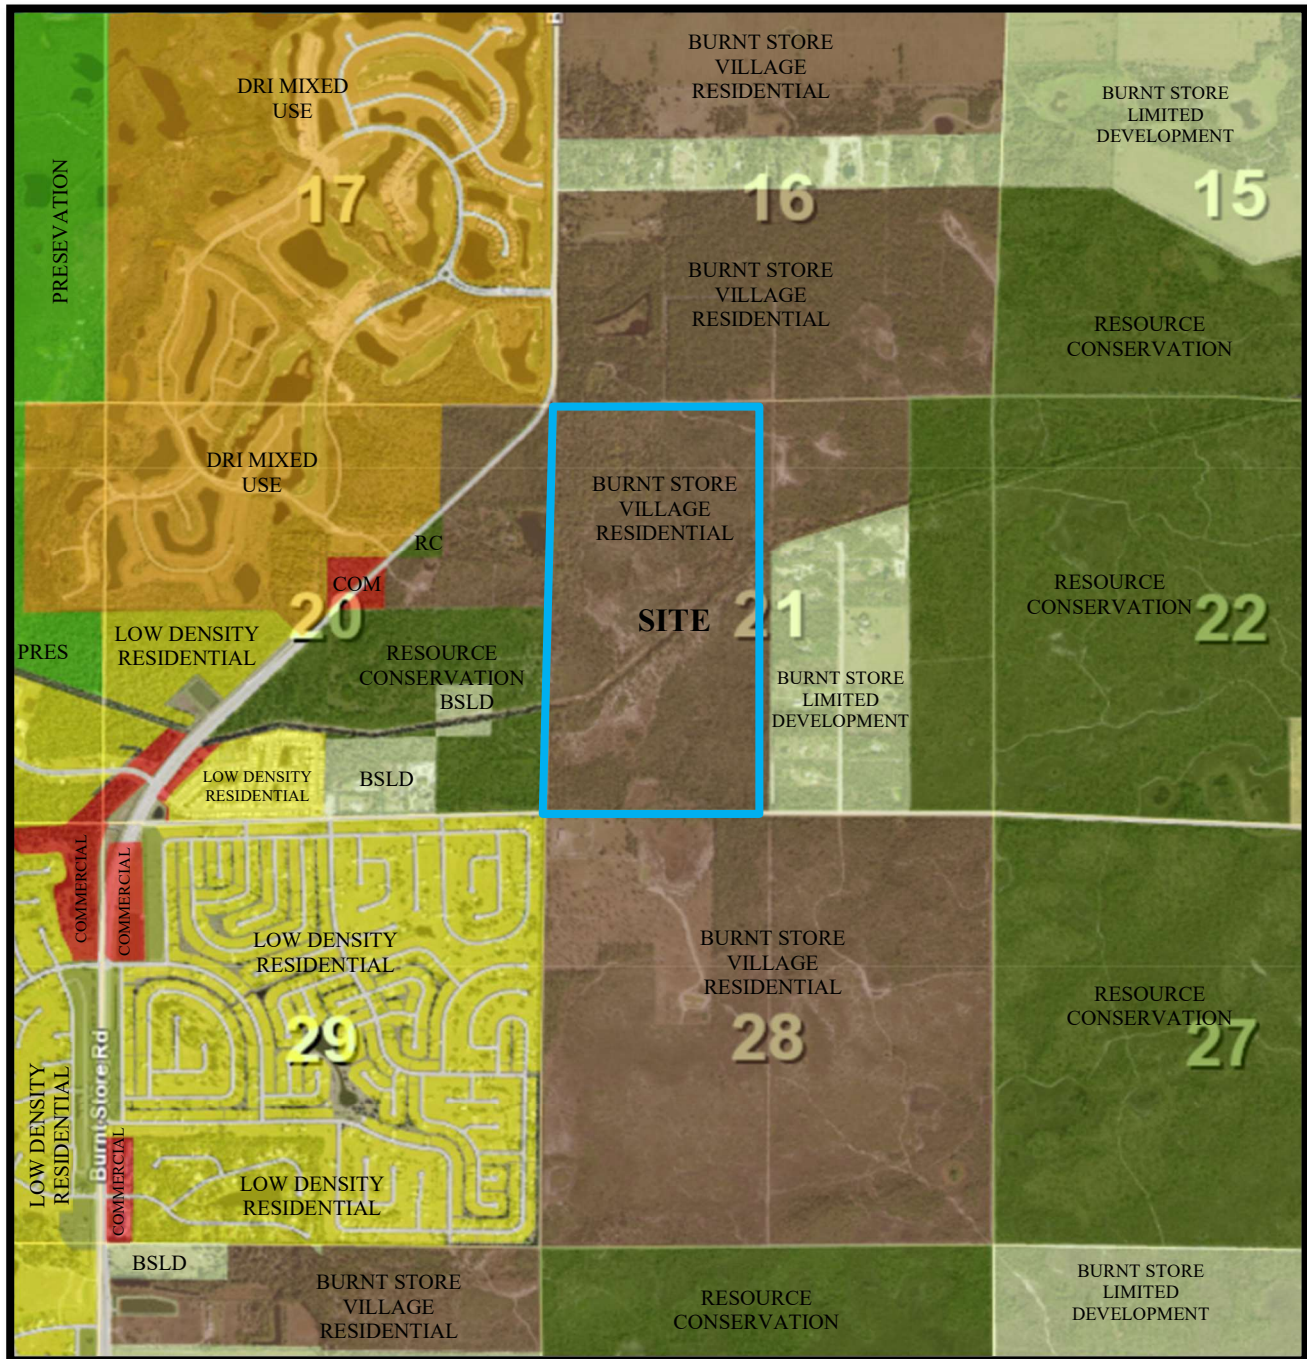 BURNT STORE
VILLAGE
RESIDENTIAL
DRI MIXED
USE
BURNT STORE
LIMITED
DEVELOPMENT
PRESEVATION
17
16
15
BURNT STORE
VILLAGE
RESIDENTIAL
RESOURCE
CONSERVATION
DRI MIXED
USE
BURNT STORE
VILLAGE
RESIDENTIAL
RC
COM
RESOURCE
CONSERVATION
20
SITE
21
22
PRES
LOW DENSITY
RESIDENTIAL
RESOURCE
CONSERVATION
BSLD
BURNT STORE
LIMITED
DEVELOPMENT
LOW DENSITY
RESIDENTIAL
BSLD
COMMERCIAL
COMMERCIAL
LOW DENSITY
RESIDENTIAL
BURNT STORE
VILLAGE
RESIDENTIAL
RESOURCE
CONSERVATION
29
28
27
LOW DENSITY
RESIDENTIAL
Burnt Store Rd
COMMERCIAL
LOW DENSITY
RESIDENTIAL
BSLD
BURNT STORE
VILLAGE
RESIDENTIAL
RESOURCE
CONSERVATION
BURNT STORE
LIMITED
DEVELOPMENT